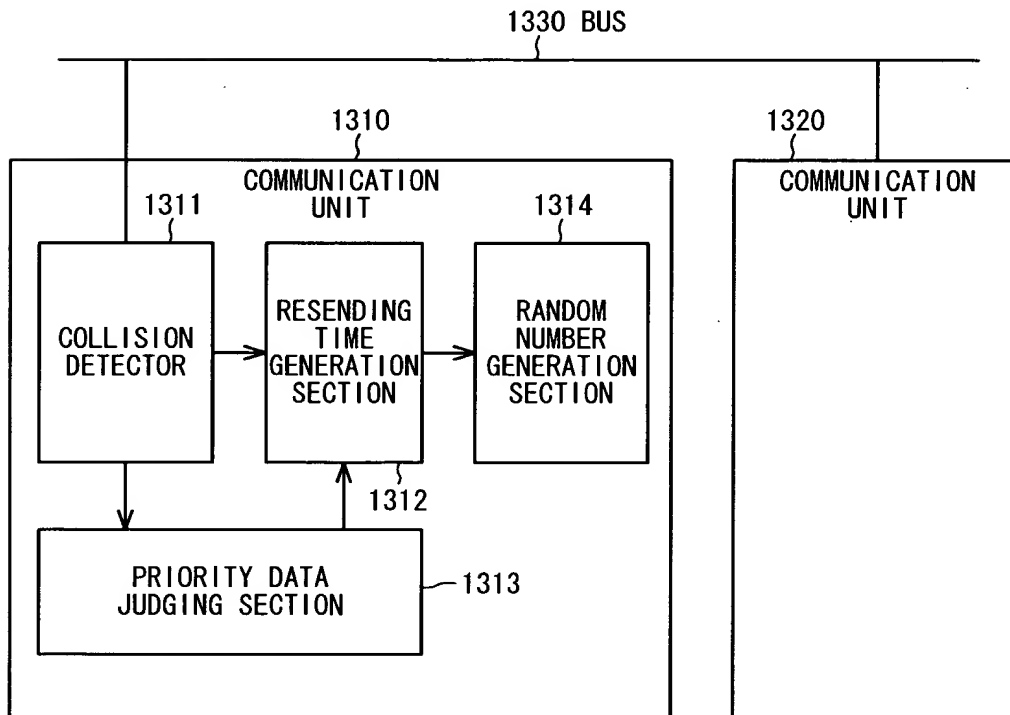 1330 BUS
1310
COMMUNICATION
UNIT
1311
COLLISION
DETECTOR
RESENDING
TIME
GENERATION
SECTION
1312
1314
RANDOM
NUMBER
GENERATION
SECTION
PRIORITY DATA
JUDGING SECTION
1313
1320
COMMUNICATION
UNIT